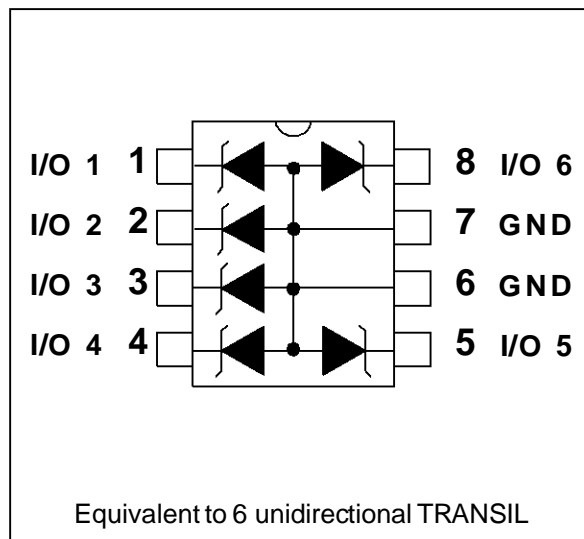 I/O 1 1 8 I/O 6
I/O 2 2 7 GND
I/O 3 3 6 GND
I/O 4 4 5 I/O 5
Equivalent to 6 unidirectional TRANSIL